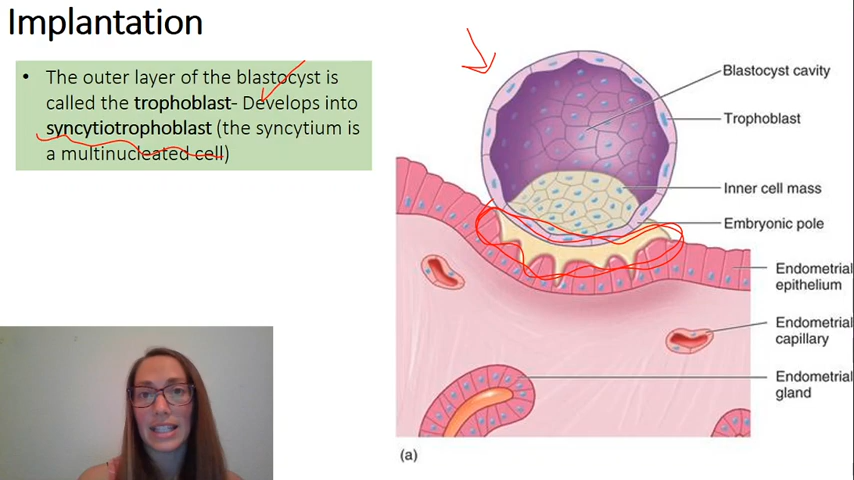 Implantation
• The outer layer of the blastocyst is
called the trophoblast- Develops into
syncytiotrophoblast (the syncytium is
a multinucleated cell)
Blastocyst cavity
Trophoblast
Inner cell mass
Embryonic pole
Endometrial
epithelium
Endometrial
capillary
Endometrial
gland
(a)